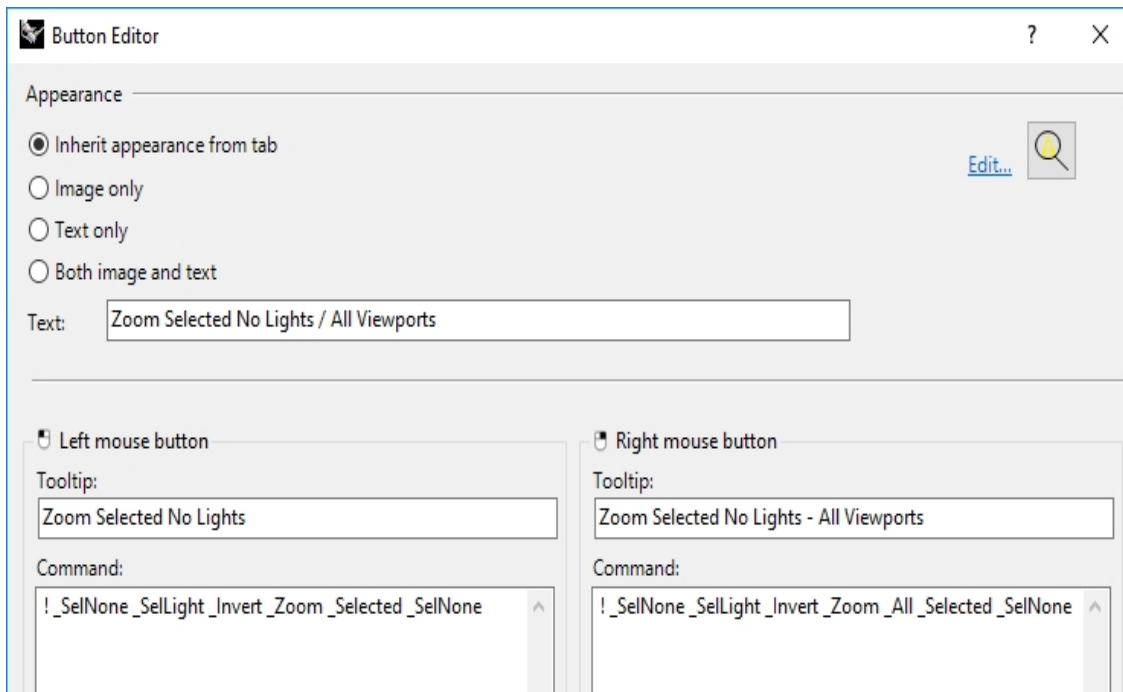 Button Editor
?
Appearance
Inherit appearance from tab
Edit...
Image only
Text only
Both image and text
Text:
Zoom Selected No Lights / All Viewports
Left mouse button
Tooltip:
Zoom Selected No Lights
Command:
! _SelNone _SelLight _Invert _Zoom _Selected _SelNone
Right mouse button
Tooltip:
Zoom Selected No Lights - All Viewports
Command:
! _SelNone _SelLight _Invert _Zoom _All _Selected _SelNone